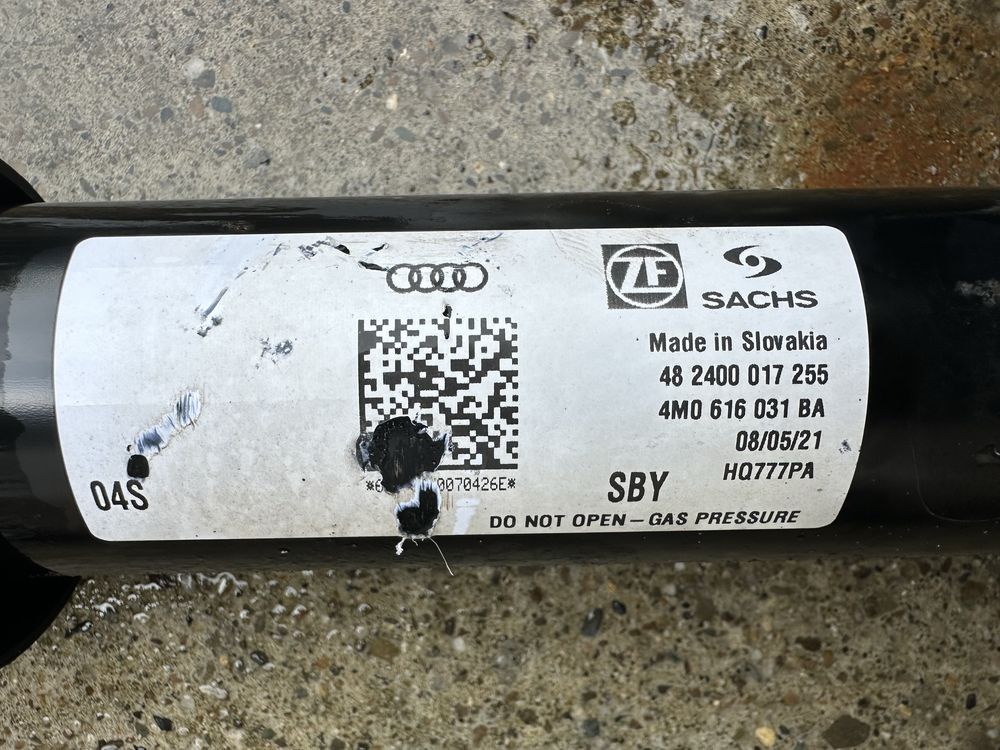 ZF
SACHS
Made in Slovakia
48 2400 017 255
4M0 616 031 BA
08/05/21
HQ777PA
0070426E*
04S
SBY
DO NOT OPEN – GAS PRESSURE